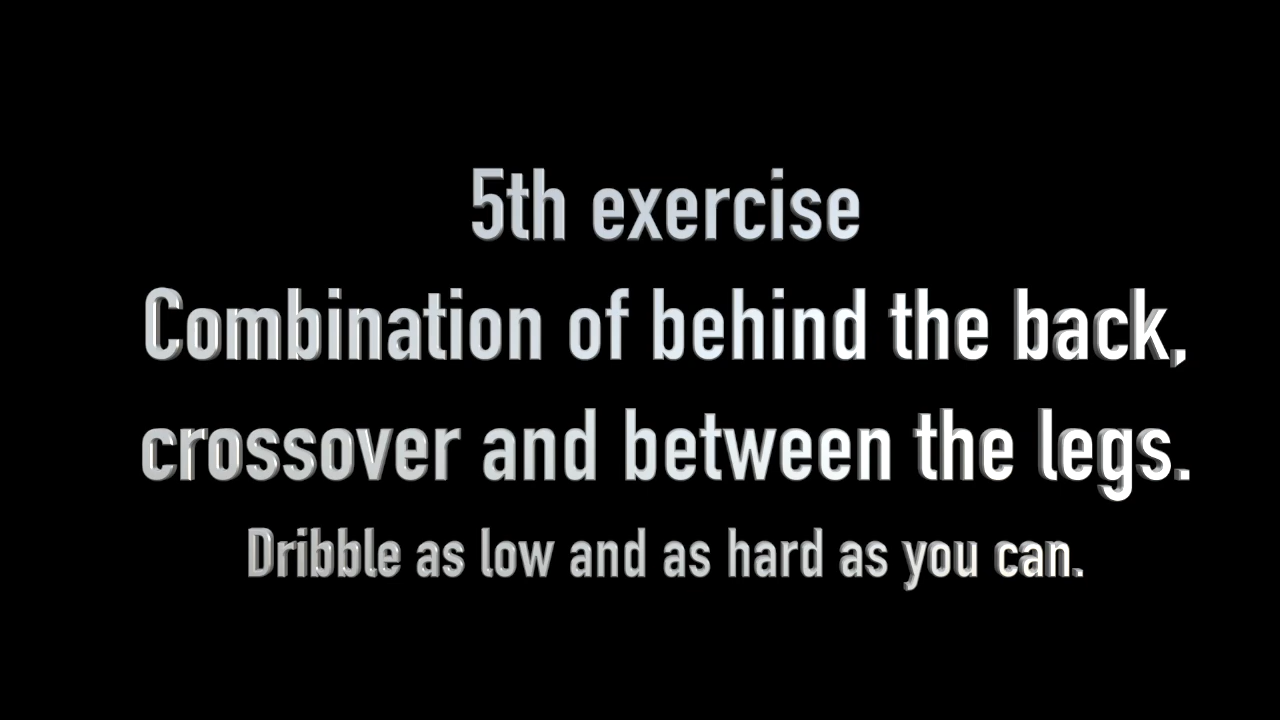 5th exercise
Combination of behind the back,
crossover and between the legs.
Dribble as low and as hard as you can.